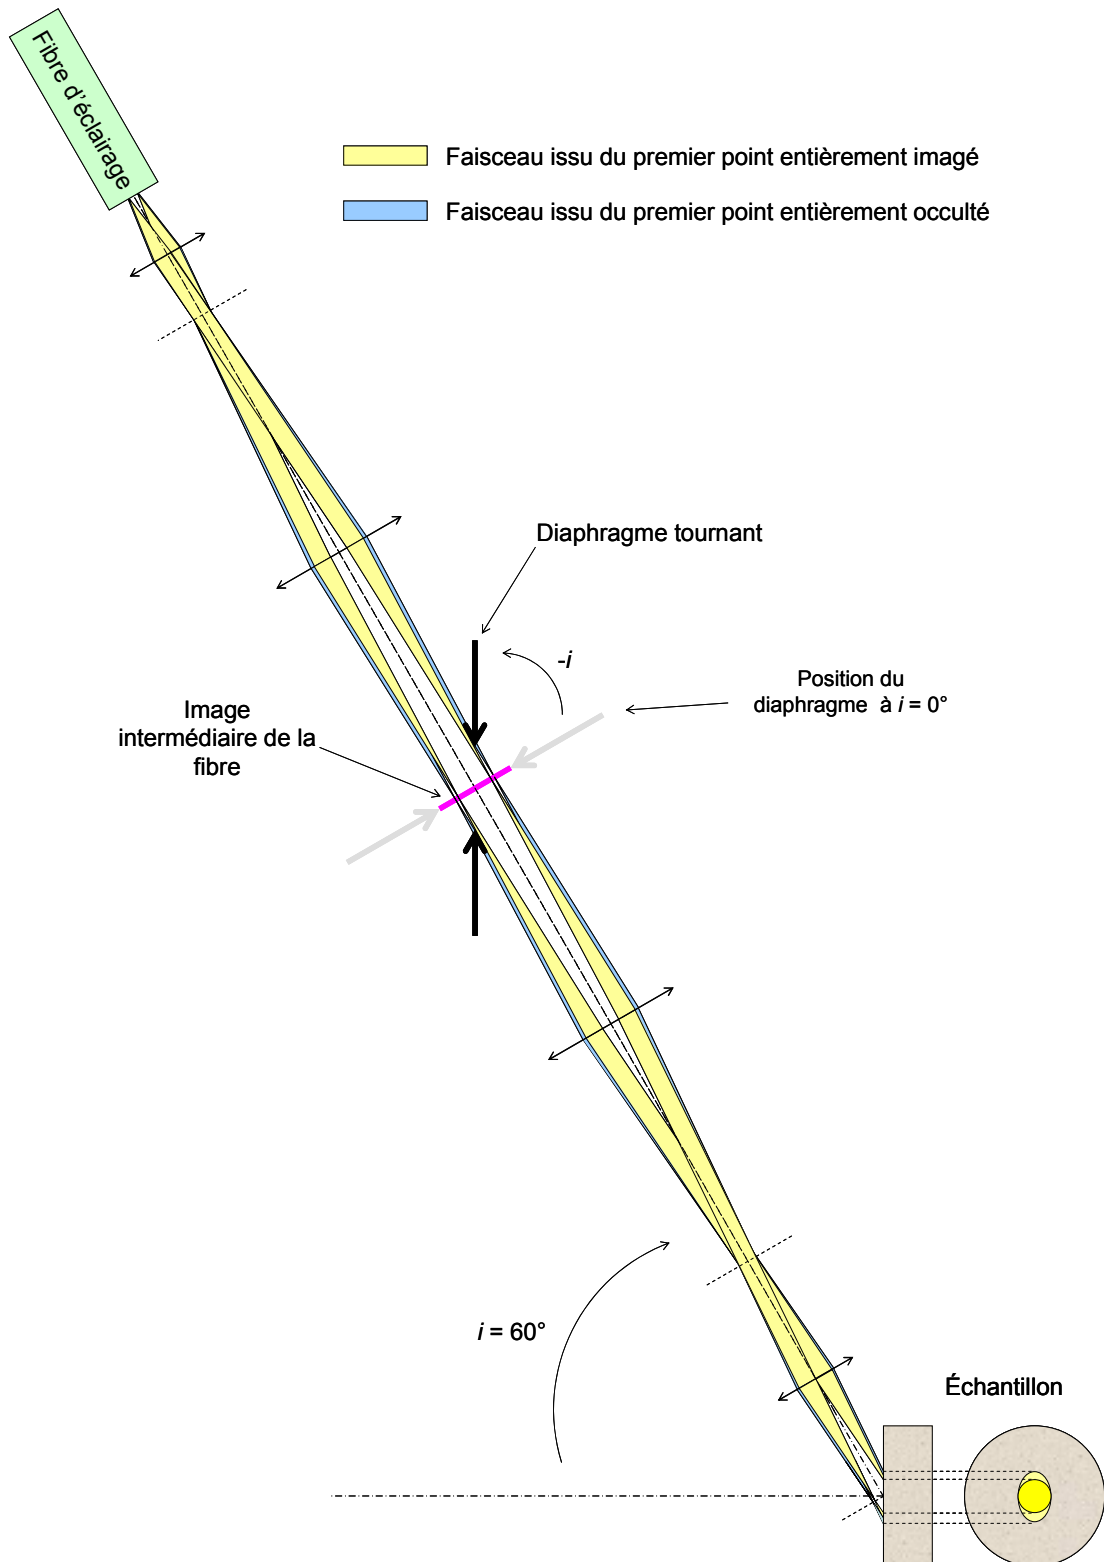 Fibre d'éclairage
Faisceau issu du premier point entièrement imagé
Faisceau issu du premier point entièrement occulté
Diaphragme tournant
-i
Position du
diaphragme à i = 0°
Image
intermédiaire de la
fibre
i = 60°
Échantillon